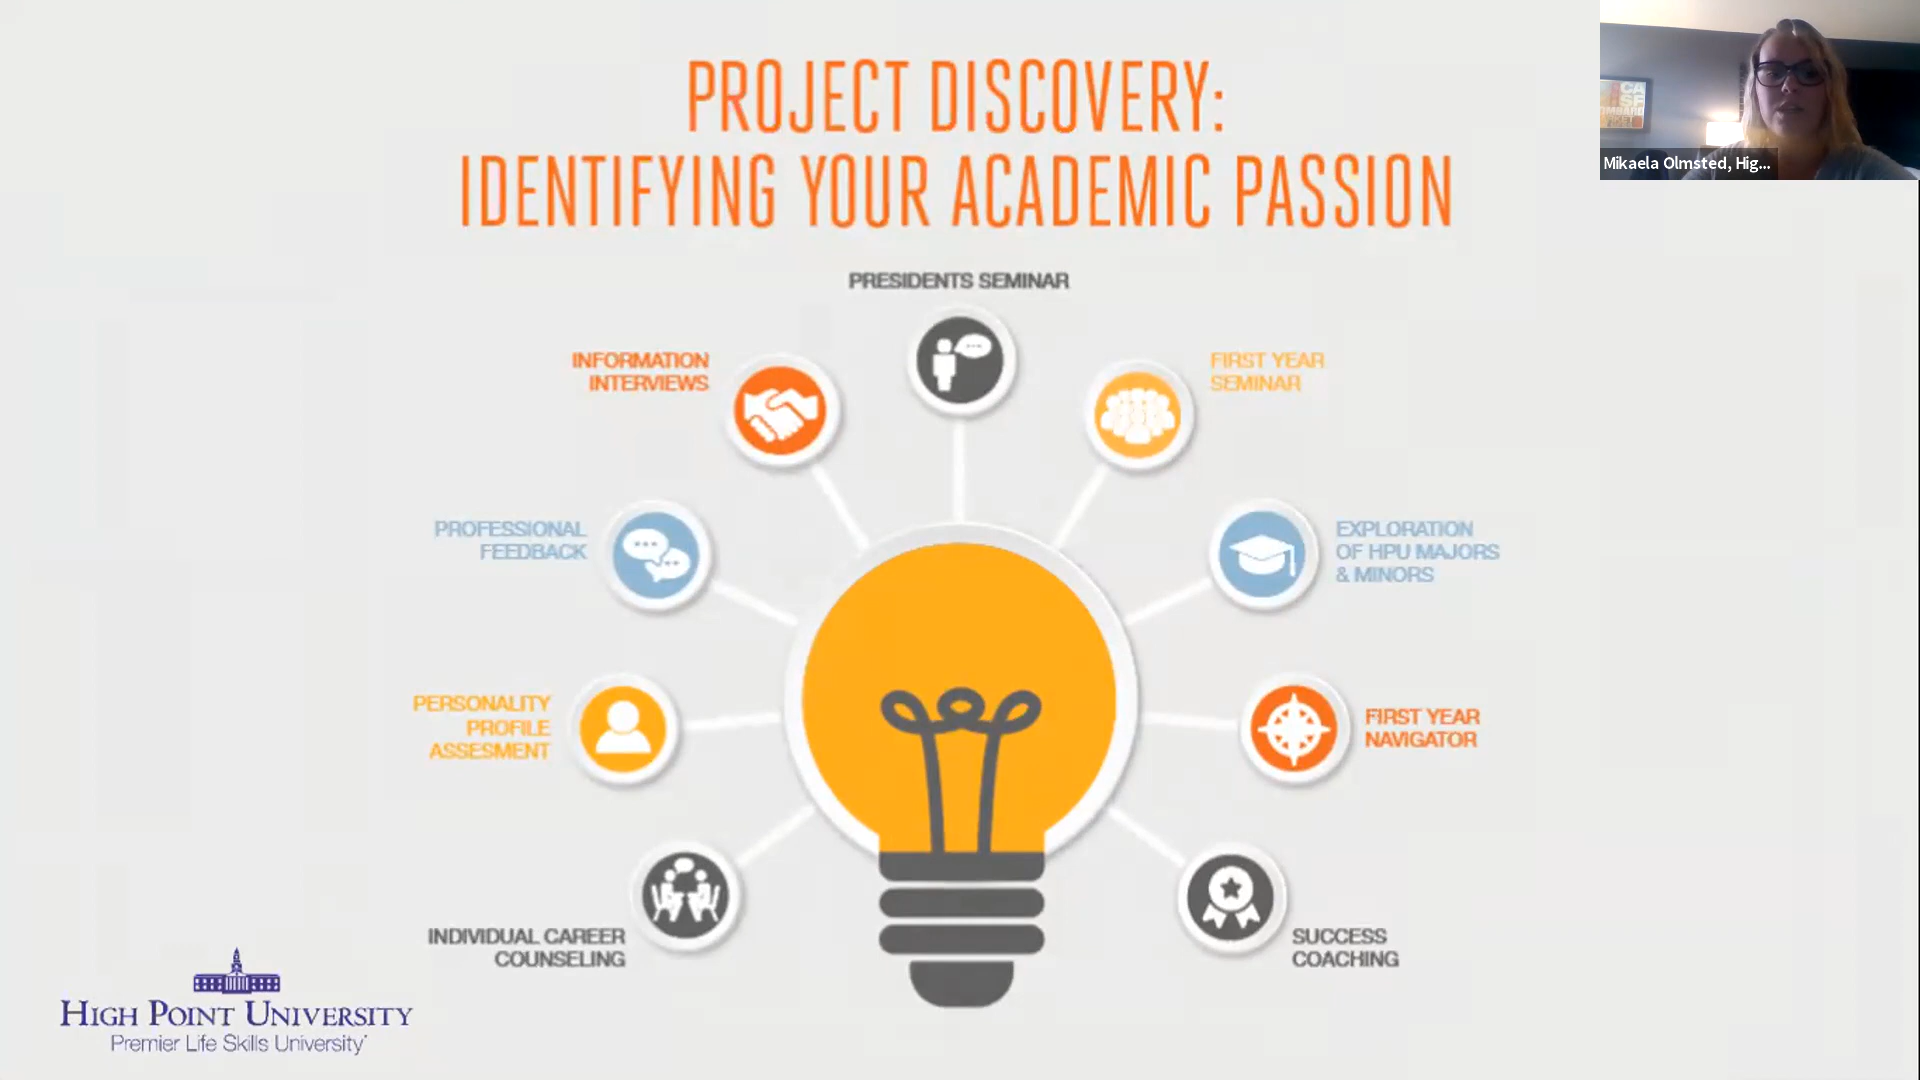 PROJECT DISCOVERY:
IDENTIFYING YOUR ACADEMIC PASSION
Mikaela Olmsted, Hig...
PRESIDENTS SEMINAR
INFORMATION
INTERVIEWS
FIRST YEAR
SEMINAR
PROFESSIONAL
FEEDBACK
EXPLORATION
OF HPU MAJORS
& MINORS
PERSONALITY
PROFILE
ASSESMENT
FIRST YEAR
NAVIGATOR
INDIVIDUAL CAREER
COUNSELING
SUCCESS
COACHING
HIGH POINT UNIVERSITY
Premier Life Skills University
CA
SF